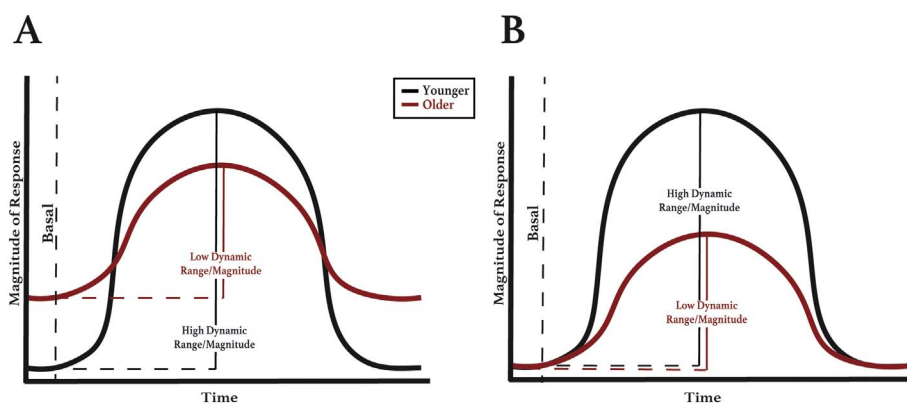 A
B
Younger
Older
Magnitude of Response
Basal
Low Dynamic
Range/Magnitude
High Dynamic
Range/Magnitude
Time
Magnitude of Response
Basal
High Dynamic
Range/Magnitude
Low Dynamic
Range/Magnitude
Time